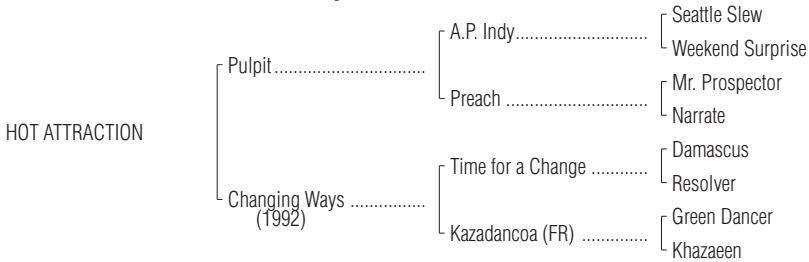 Seattle Slew
A.P. Indy..............................
Weekend Surprise
Pulpit...................................
Mr. Prospector
Preach ................................
Narrate
HOT ATTRACTION
Damascus
Time for a Change .............
Resolver
Changing Ways .................
(1992)
Green Dancer
Kazadancoa (FR) ...............
Khazaeen